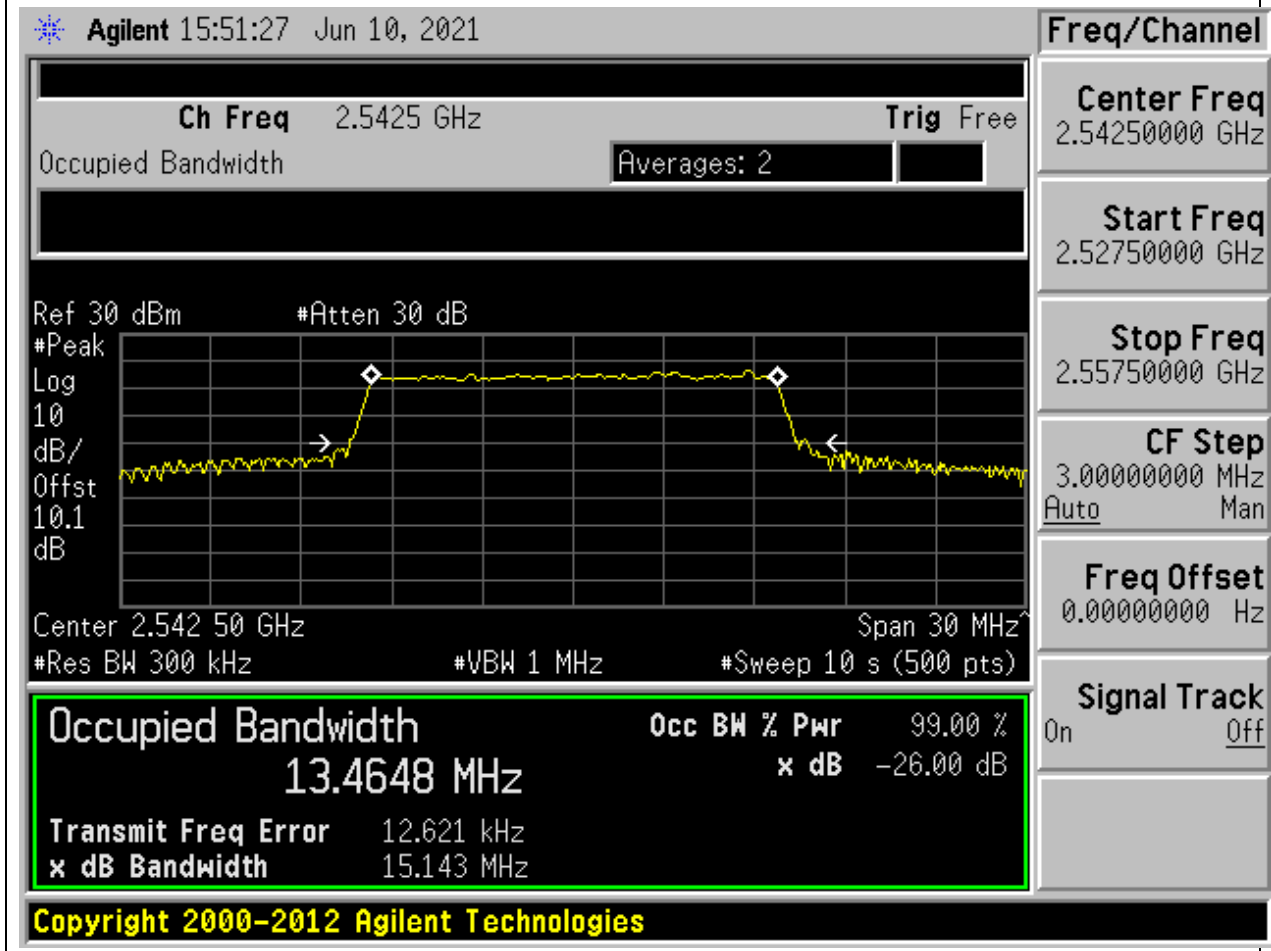 Agilent 15:51:27 Jun 10, 2021
Freq/Channel
Ch Freq 2.5425 GHz Trig Free
Occupied Bandwidth Averages: 2
Ref 30 dBm #Atten 30 dB
#Peak
Log
10
dB/
Offst
10.1
dB
Center 2.542 50 GHz Span 30 MHz^
#Res BW 300 kHz #VBW 1 MHz #Sweep 10 s (500 pts)
Occupied Bandwidth Occ BW % Pwr 99.00 %
13.4648 MHz x dB -26.00 dB
Transmit Freq Error 12.621 kHz
x dB Bandwidth 15.143 MHz
Center Freq
2.54250000 GHz
Start Freq
2.52750000 GHz
Stop Freq
2.55750000 GHz
CF Step
3.00000000 MHz
Auto Man
Freq Offset
0.00000000 Hz
Signal Track
On Off
Copyright 2000-2012 Agilent Technologies